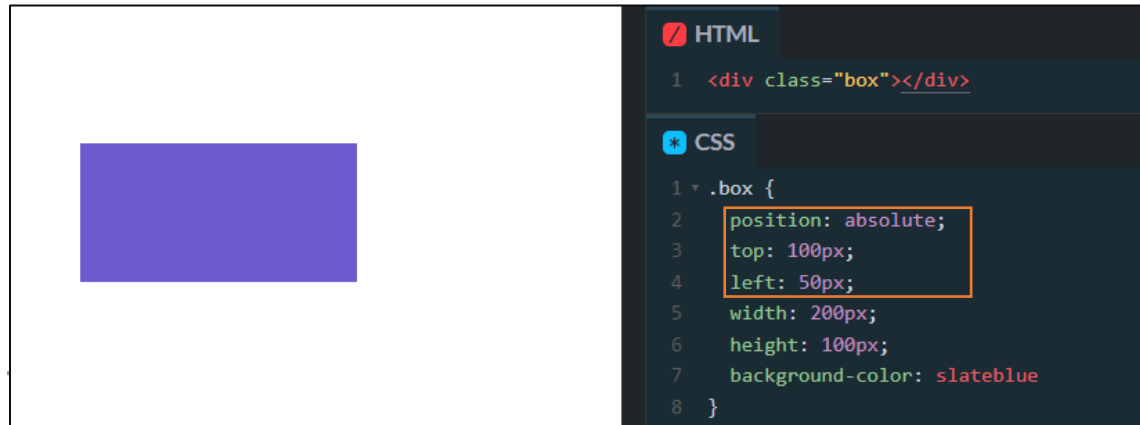 HTML
1 <div class="box"></div>
CSS
1 .box {
2 position: absolute;
3 top: 100px;
4 left: 50px;
5 width: 200px;
6 height: 100px;
7 background-color: slateblue
8 }